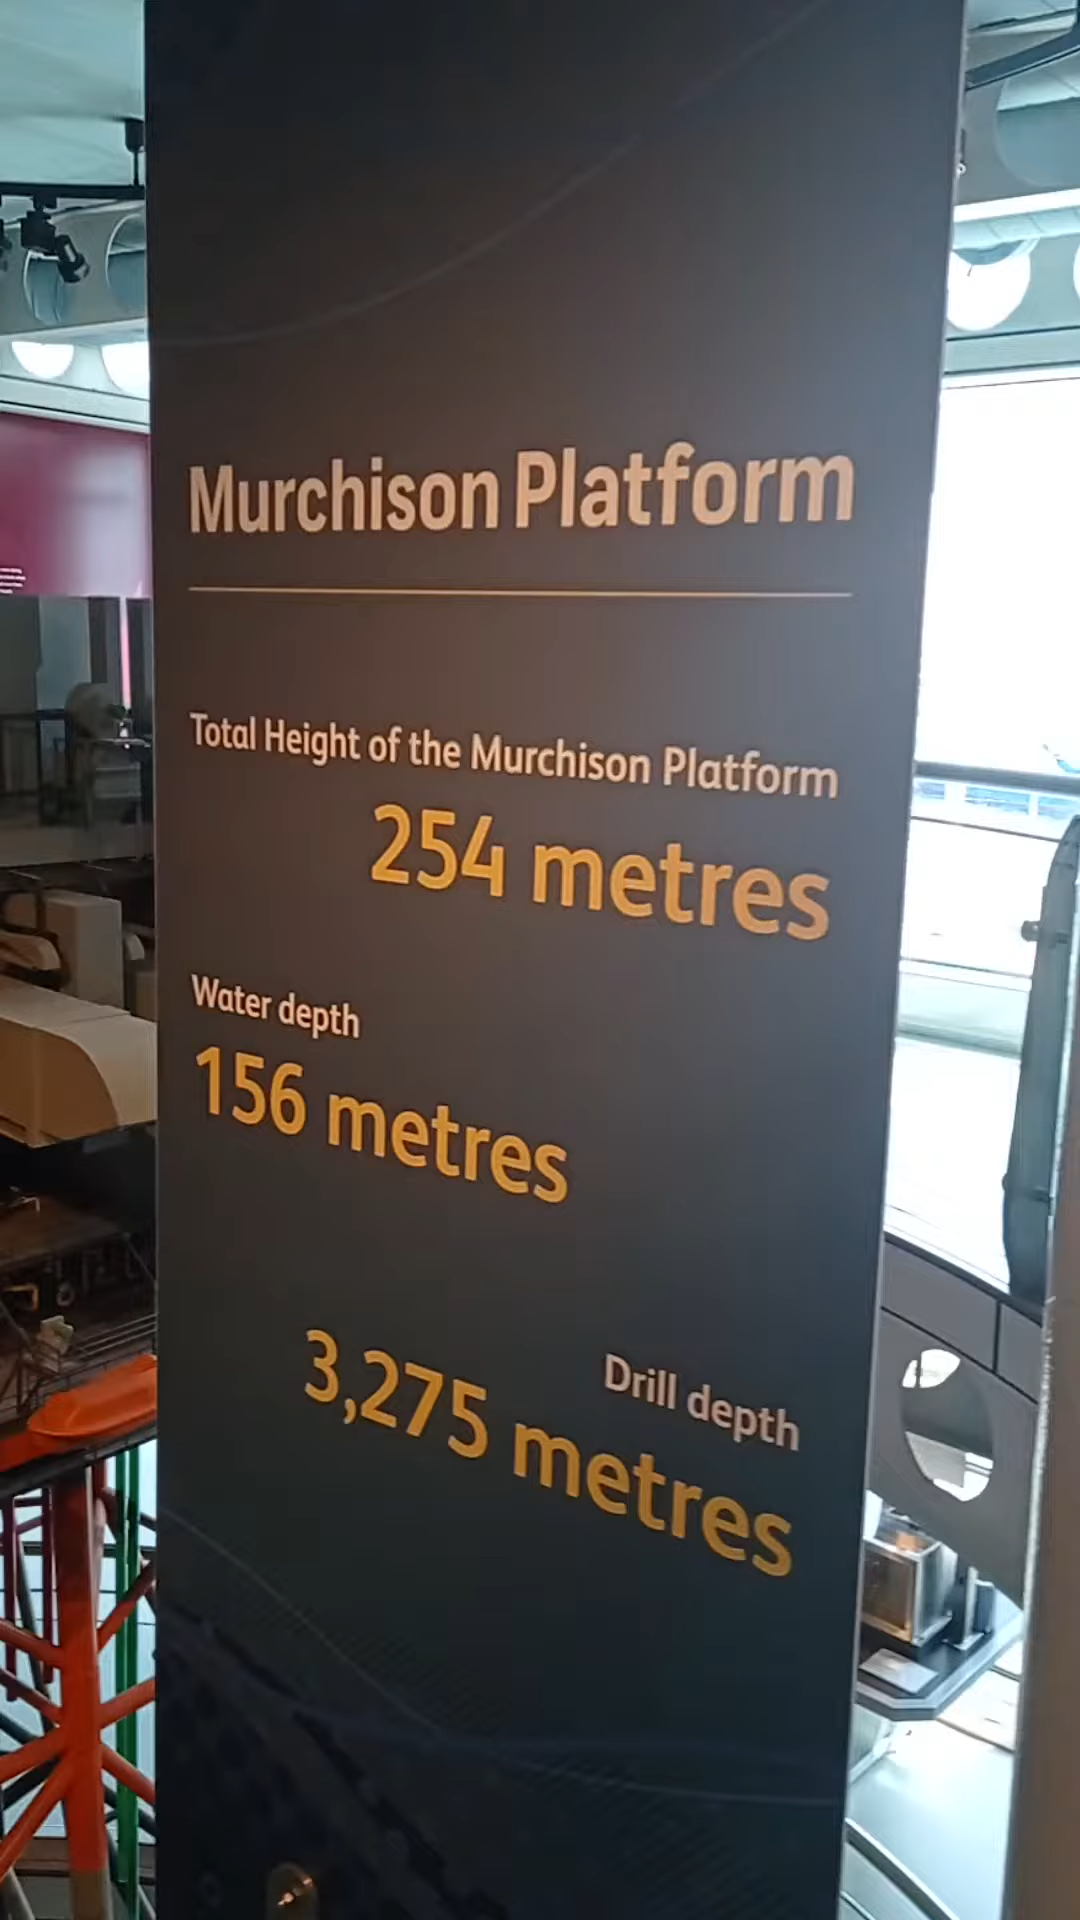 Murchison Platform
Total Height of the Murchison Platform
254 metres
Water depth
156 metres
Drill depth
3,275 metres